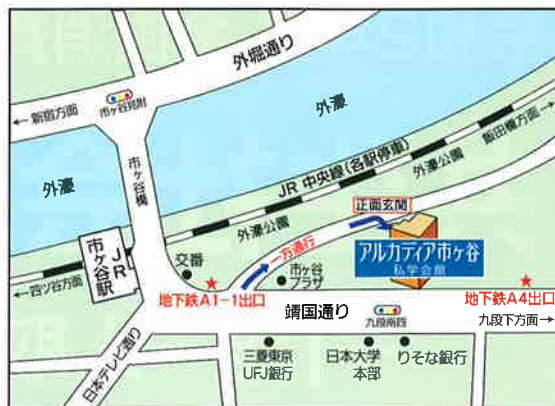 外堀通り
市ヶ谷見附
←新宿方面
外濠
飯田橋方面→
外濠
市ヶ谷橋
JR 中央線(各駅停車)
外濠公園
正面玄関
外濠公園
一方通行
アルカディア市ヶ谷
私学会館
JR
市ヶ谷駅
交番
市ヶ谷
プラザ
←四ツ谷方面
地下鉄A1-1出口
靖国通り
地下鉄A4出口
九段南四
九段下方面→
日本テレビ通り
三菱東京
UFJ銀行
日本大学
本部
りそな銀行